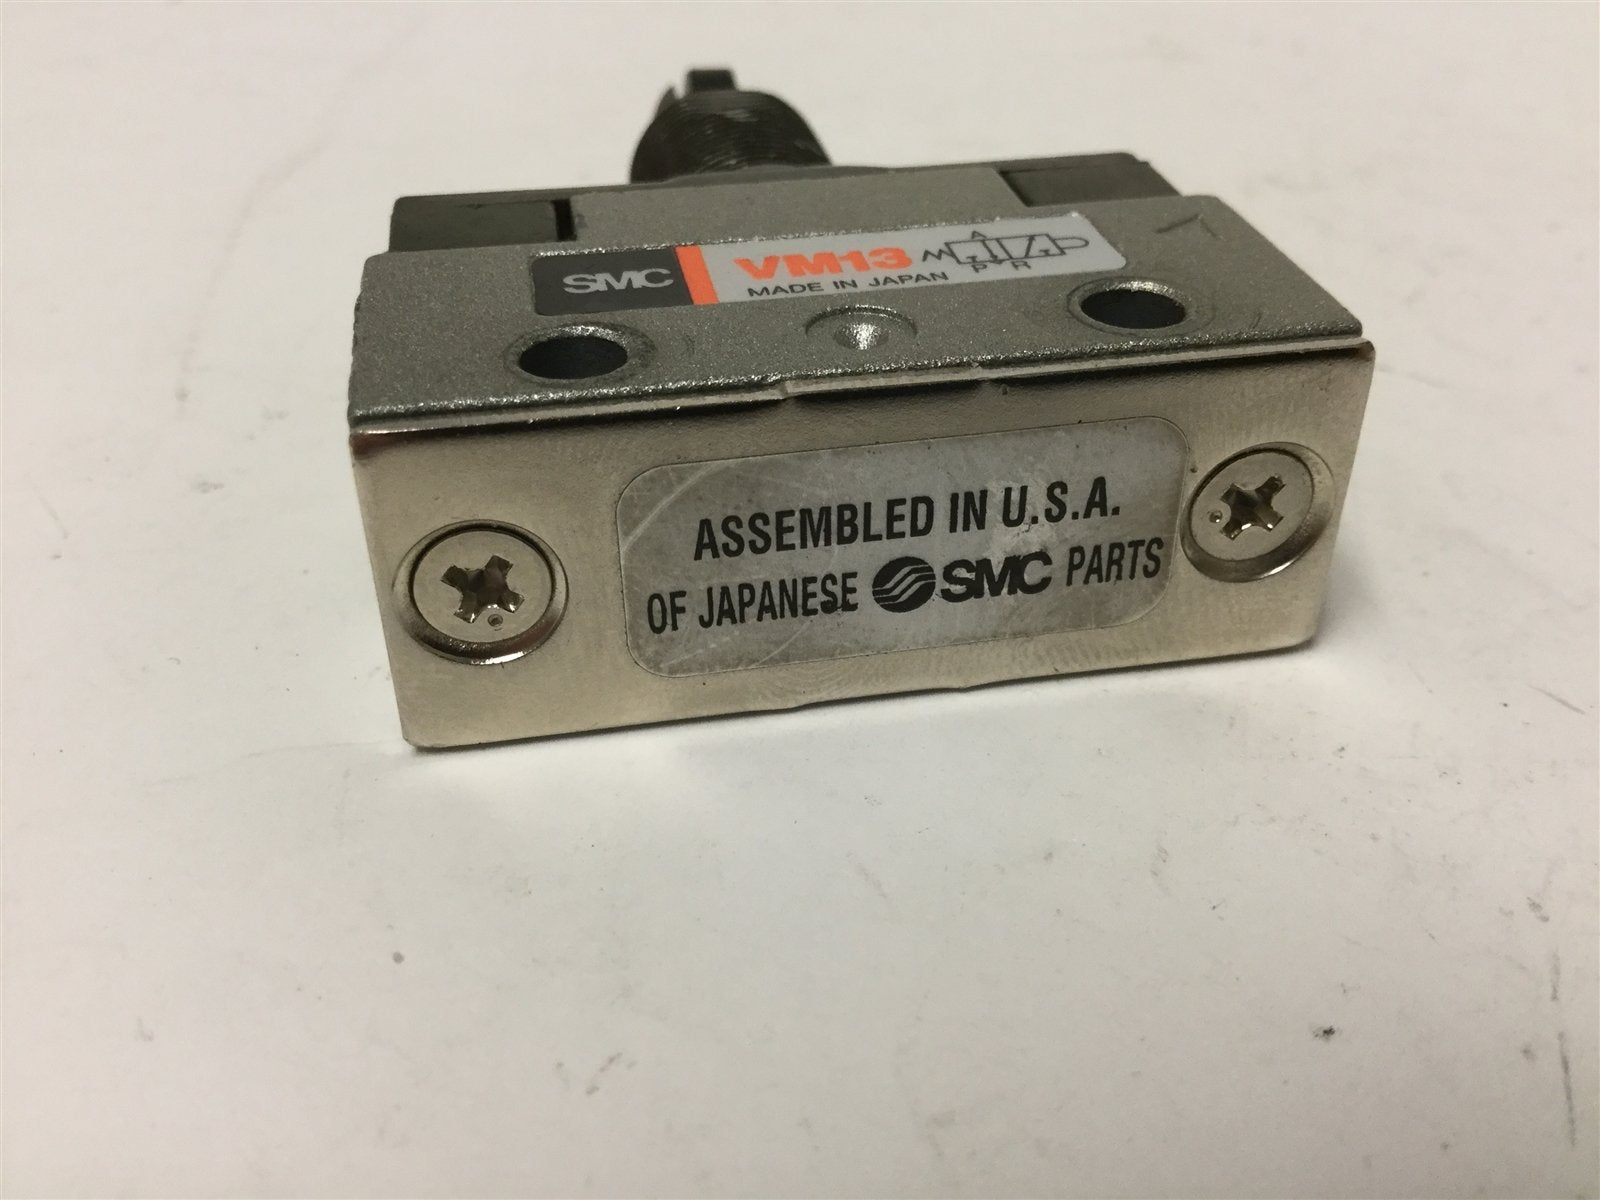 SMC VM13
MADE IN JAPAN
A
P R
ASSEMBLED IN U.S.A.
OF JAPANESE SMC PARTS